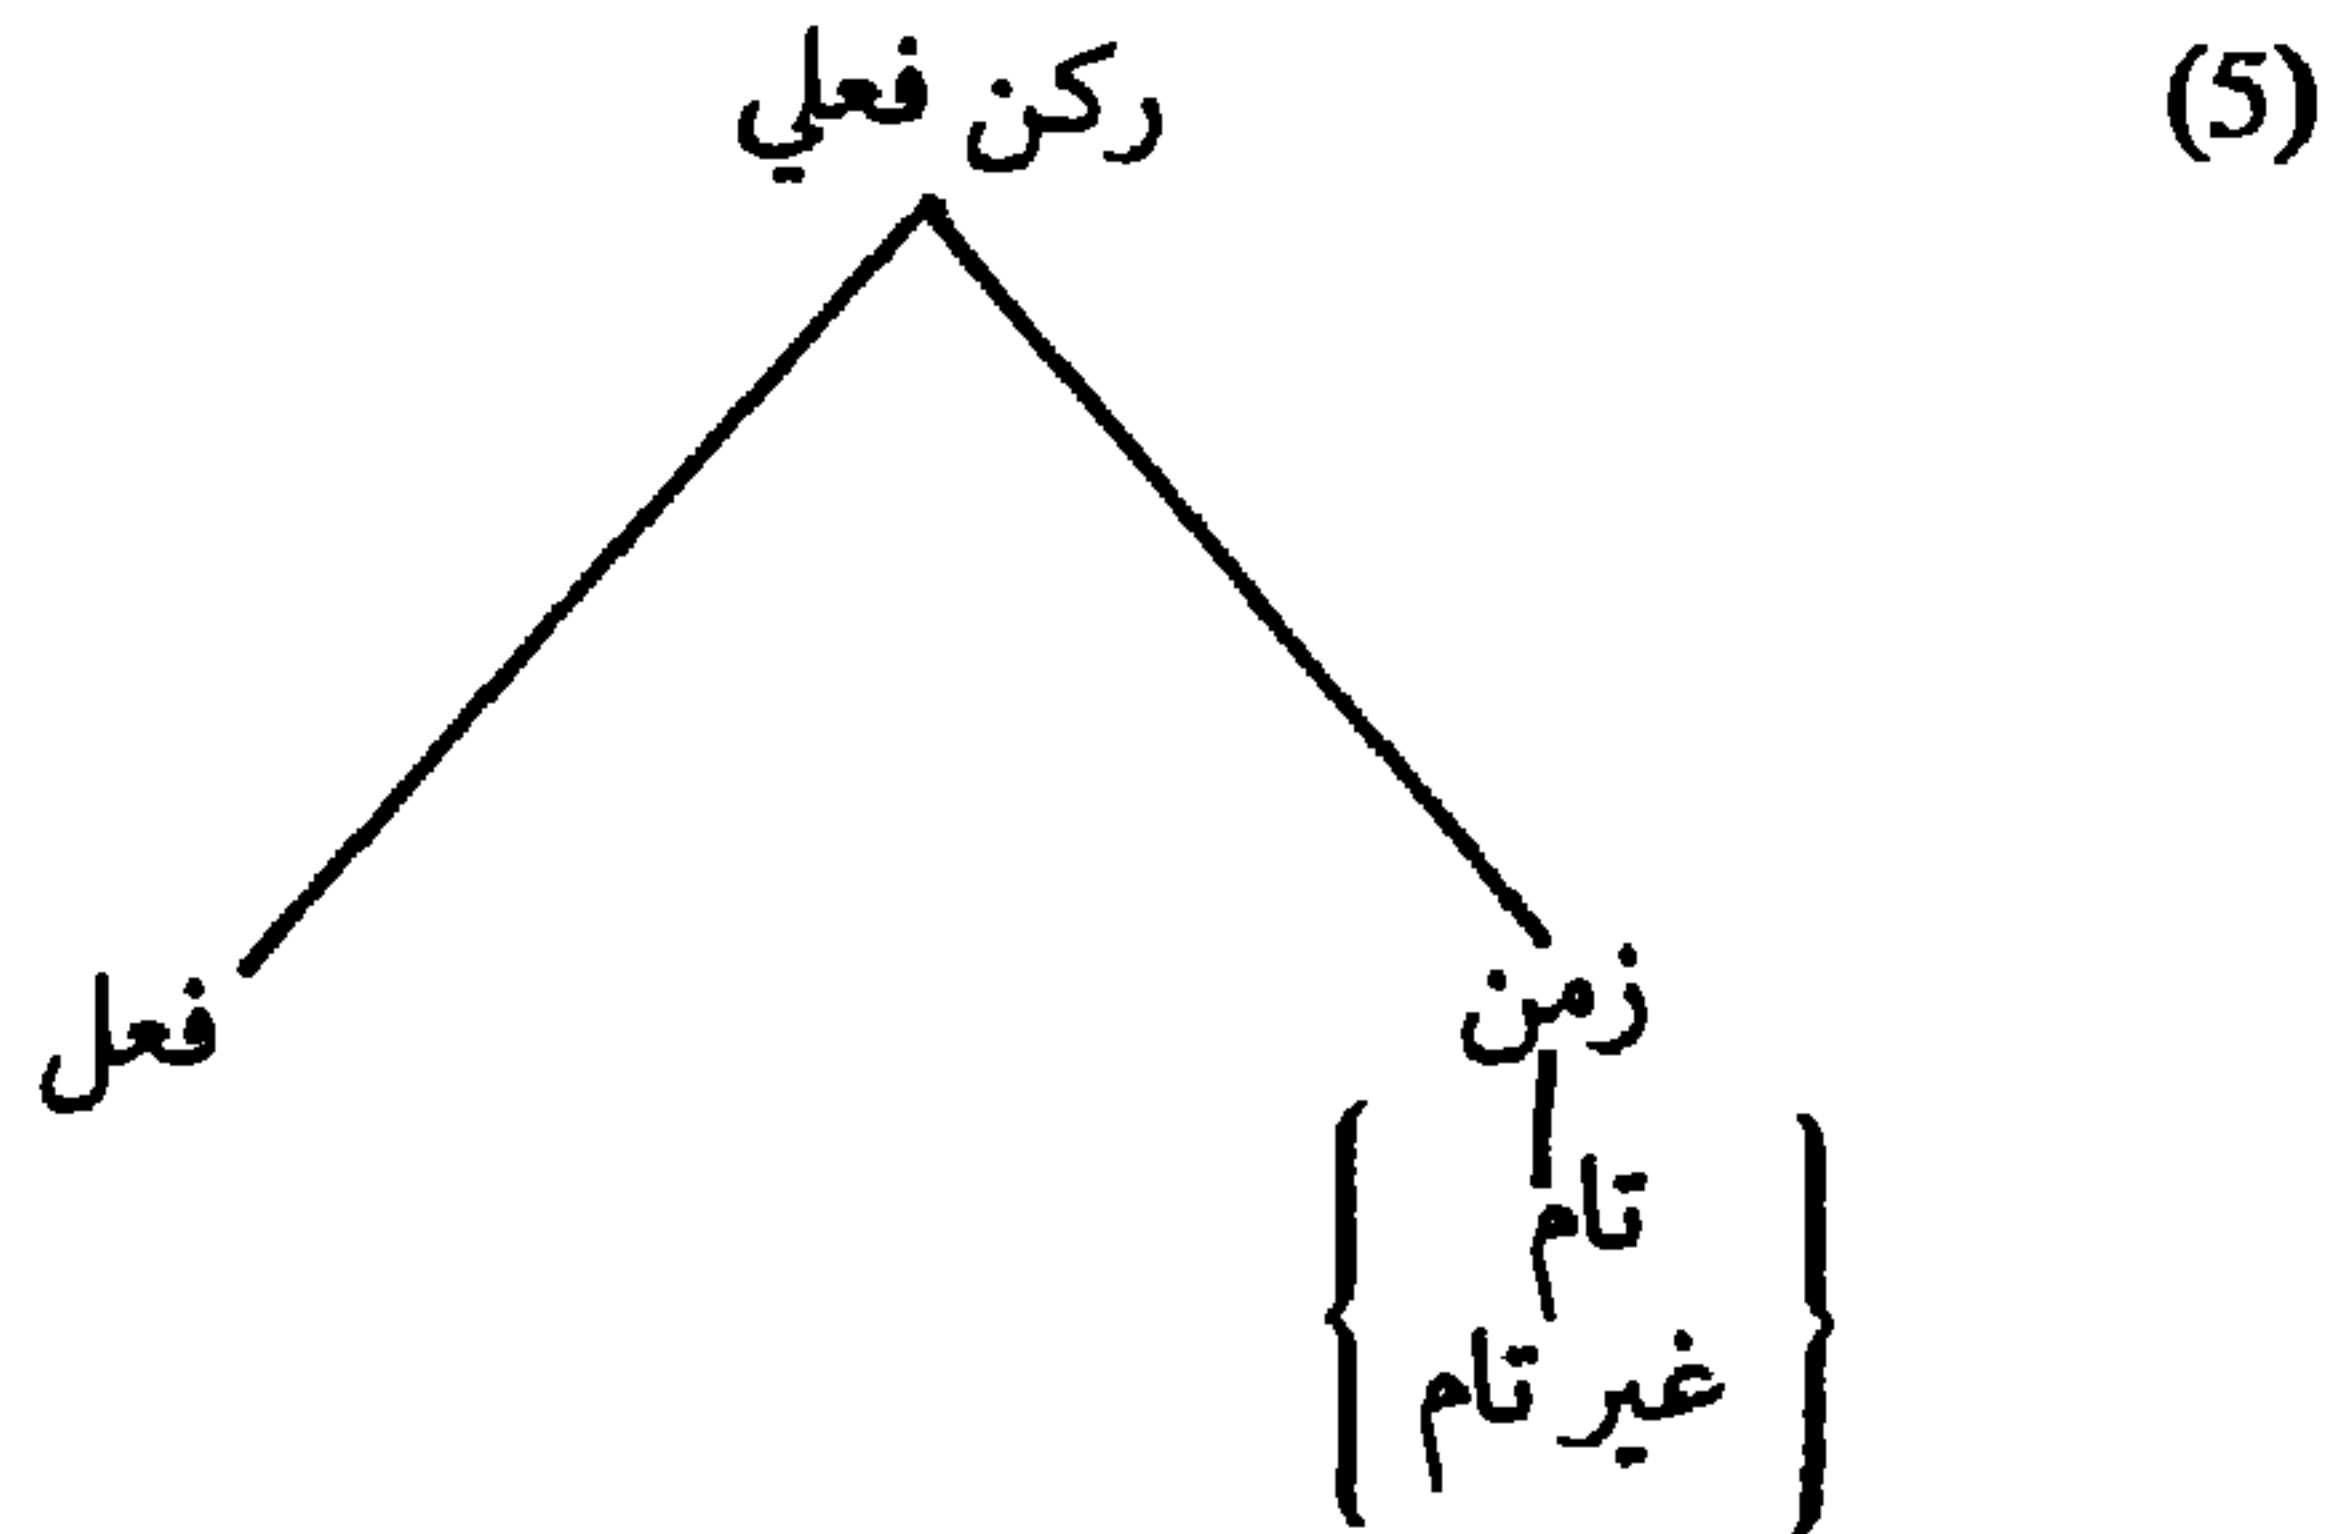 (5) ركن فعلي
زمن فعل
تام
غير تام